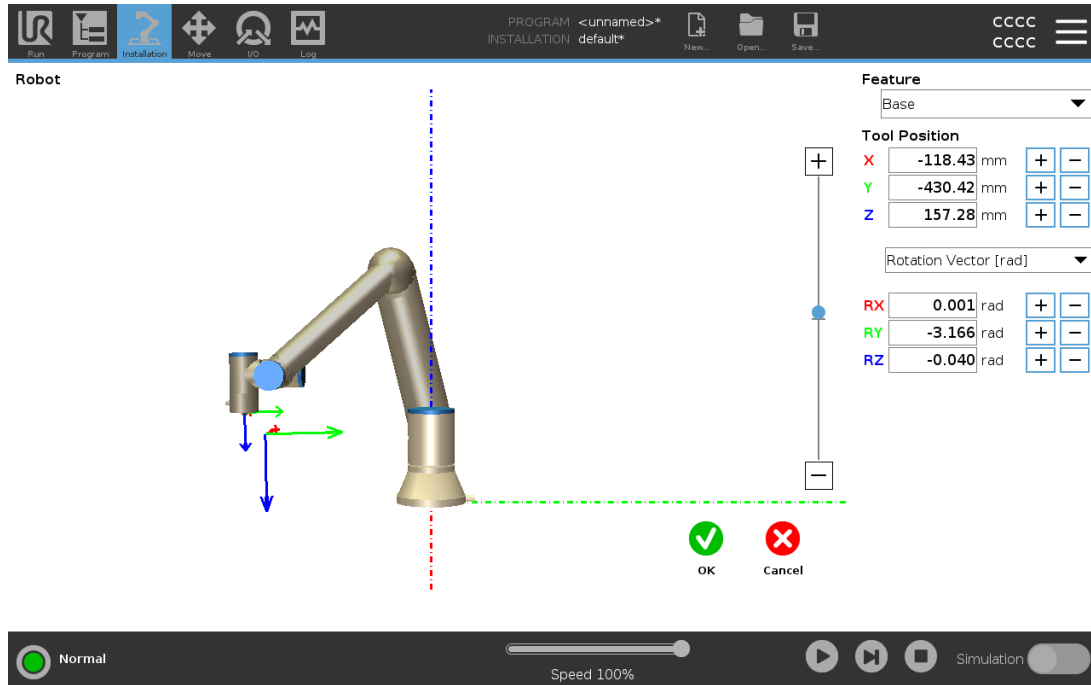 PROGRAM <unnamed>*
INSTALLATION default*
CCCC
CCCC
Run Program Installation Move I/O Log New... Open... Save...
Robot
Feature
Base
Tool Position
X -118.43 mm + −
Y -430.42 mm + −
Z 157.28 mm + −
Rotation Vector [rad]
RX 0.001 rad + −
RY -3.166 rad + −
RZ -0.040 rad + −
+
−
OK Cancel
Normal
Speed 100%
Simulation